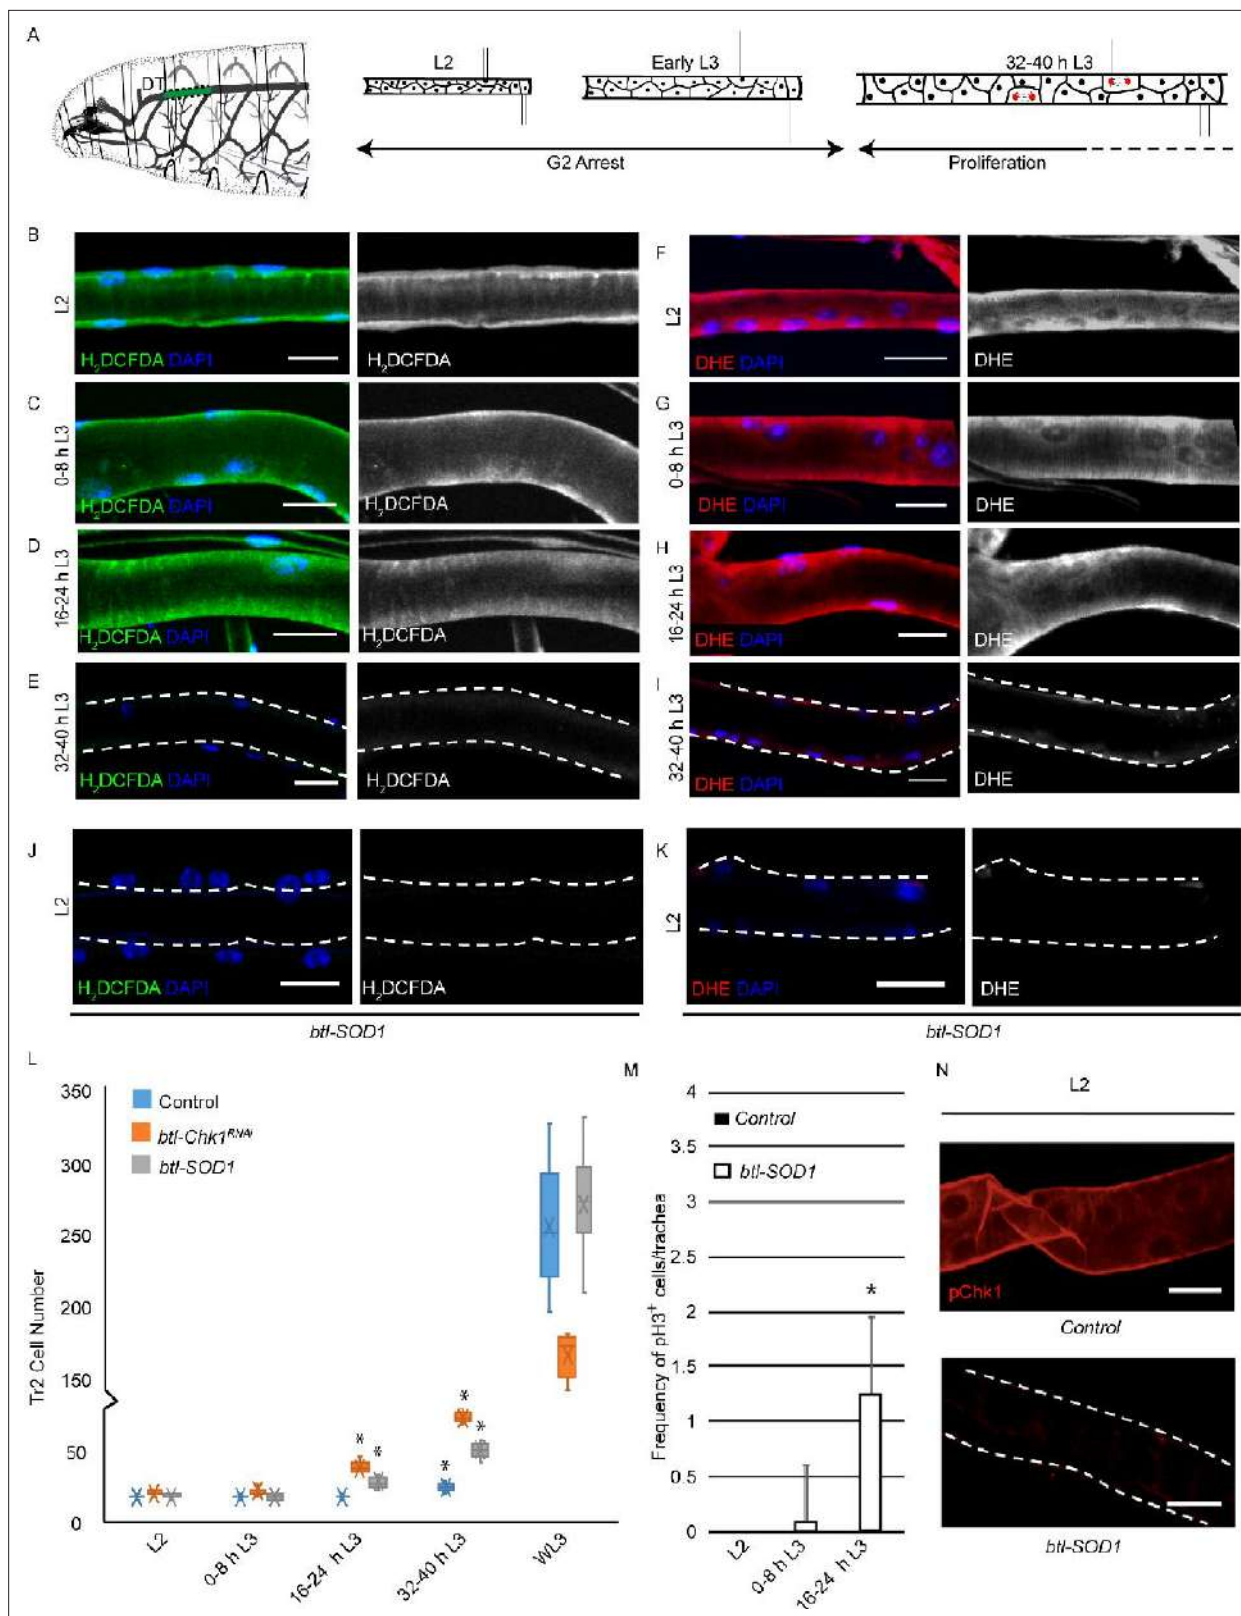 A
DT
L2
Early L3
32-40 h L3
G2 Arrest
Proliferation
B
L2
H₂DCFDA DAPI
H₂DCFDA
C
0-8 h L3
H₂DCFDA DAPI
H₂DCFDA
D
16-24 h L3
H₂DCFDA DAPI
H₂DCFDA
E
32-40 h L3
H₂DCFDA DAPI
H₂DCFDA
F
L2
DHE DAPI
DHE
G
0-8 h L3
DHE DAPI
DHE
H
16-24 h L3
DHE DAPI
DHE
I
32-40 h L3
DHE DAPI
DHE
J
L2
H₂DCFDA DAPI
H₂DCFDA
btl-SOD1
K
L2
DHE DAPI
DHE
btl-SOD1
L
Tr2 Cell Number
350
300
250
200
150
50
0
Control
btl-Chk1ᴿᴺᴬⁱ
btl-SOD1
*
*
*
*
*
L2
0-8 h L3
16-24 h L3
32-40 h L3
WL3
M
Frequency of pH3⁺ cells/trachea
4
3.5
3
2.5
2
1.5
1
0.5
0
Control
btl-SOD1
*
L2
0-8 h L3
16-24 h L3
N
L2
pChk1
Control
btl-SOD1